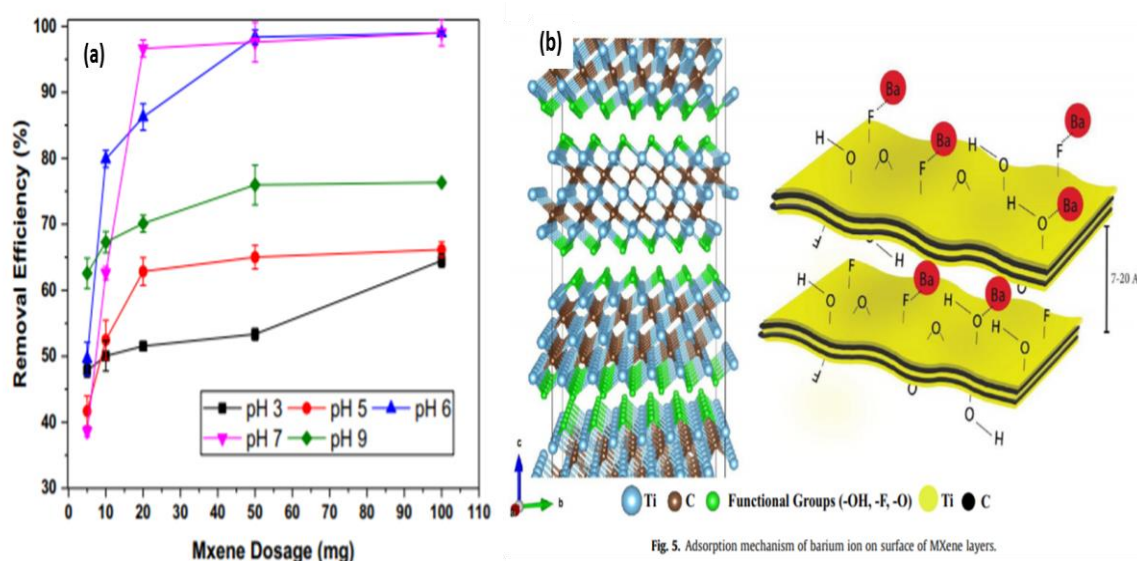 (a)
Removal Efficiency (%)
100
90
80
70
60
50
40
30
pH 3 pH 5 pH 6
pH 7 pH 9
0 10 20 30 40 50 60 70 80 90 100 110
Mxene Dosage (mg)
(b)
c
b
Ba
F
H
O
O
Ba
F
H
O
O
Ba
F
H
O
Ba
F
H
7-20 A
H
O
F
O
Ba
F
O
H
O
Ba
H
O
F
F
O
O
H
Ti C Functional Groups (-OH, -F, -O) Ti C
Fig. 5. Adsorption mechanism of barium ion on surface of MXene layers.